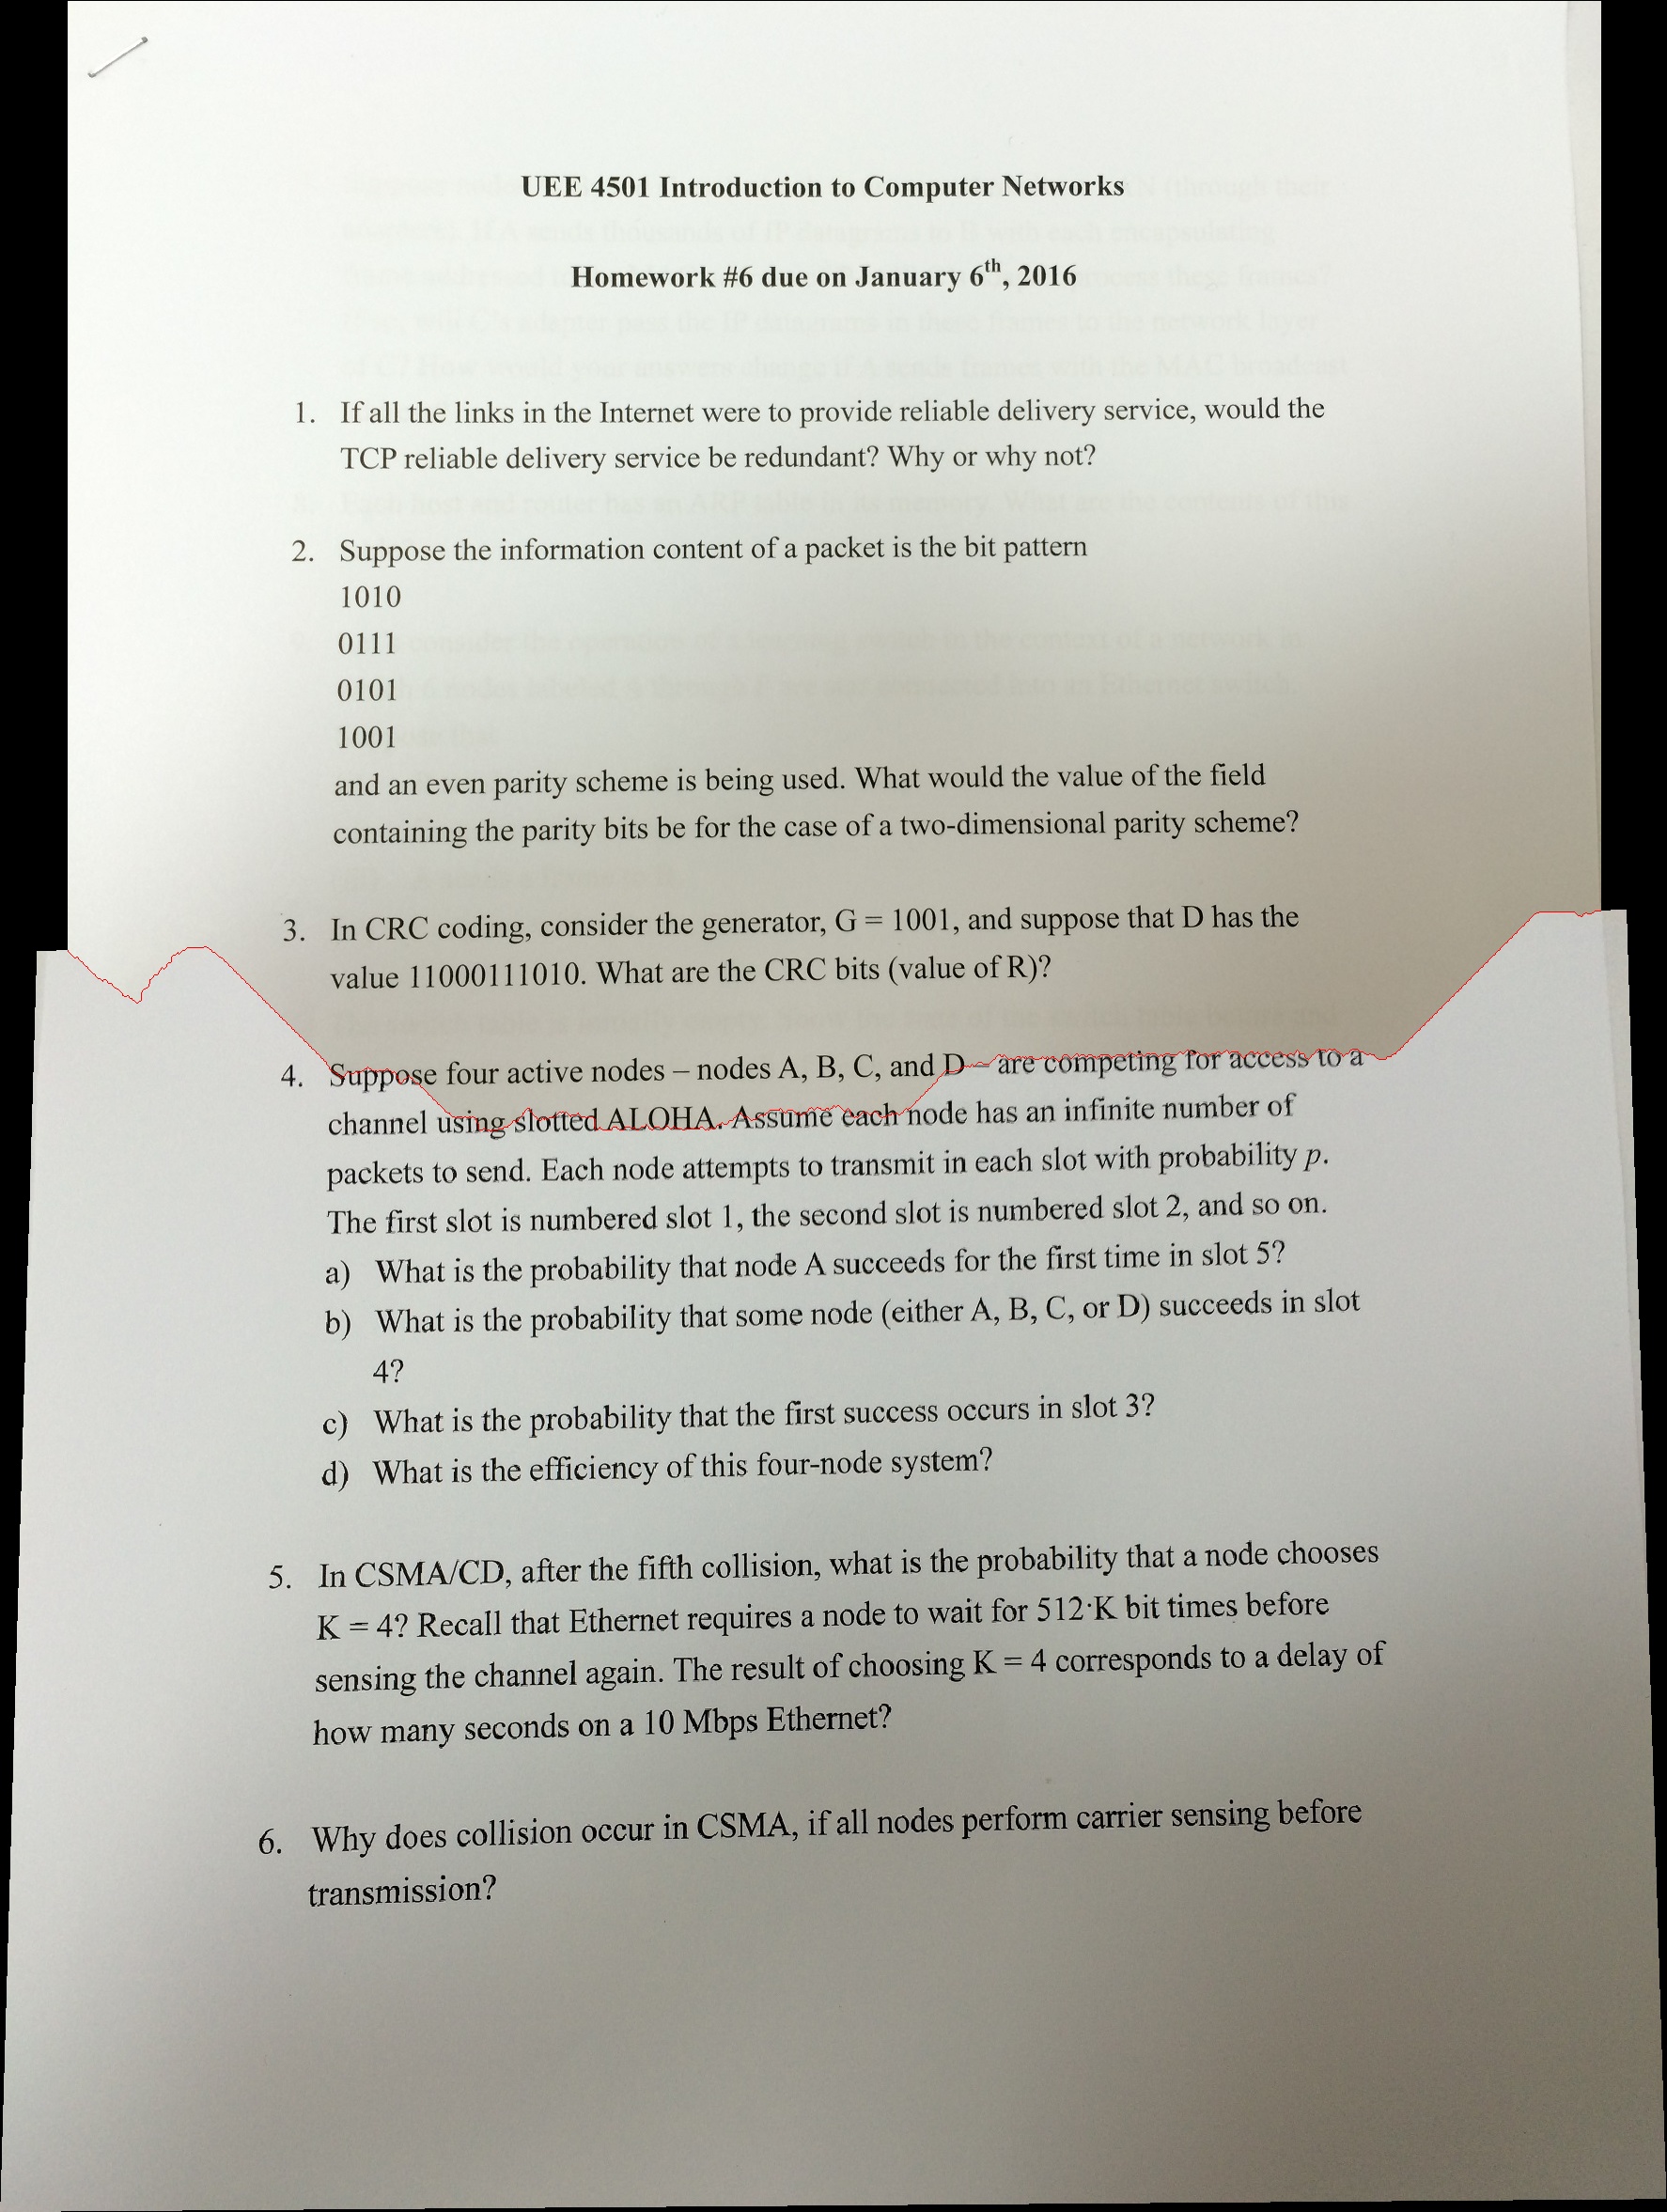 UEE 4501 Introduction to Computer Networks
Homework #6 due on January 6th, 2016
1. If all the links in the Internet were to provide reliable delivery service, would the
TCP reliable delivery service be redundant? Why or why not?
2. Suppose the information content of a packet is the bit pattern
1010
0111
0101
1001
and an even parity scheme is being used. What would the value of the field
containing the parity bits be for the case of a two-dimensional parity scheme?
3. In CRC coding, consider the generator, G = 1001, and suppose that D has the
value 11000111010. What are the CRC bits (value of R)?
4. Suppose four active nodes – nodes A, B, C, and D – are competing for access to a
channel using slotted ALOHA. Assume each node has an infinite number of
packets to send. Each node attempts to transmit in each slot with probability p.
The first slot is numbered slot 1, the second slot is numbered slot 2, and so on.
a) What is the probability that node A succeeds for the first time in slot 5?
b) What is the probability that some node (either A, B, C, or D) succeeds in slot
4?
c) What is the probability that the first success occurs in slot 3?
d) What is the efficiency of this four-node system?
5. In CSMA/CD, after the fifth collision, what is the probability that a node chooses
K = 4? Recall that Ethernet requires a node to wait for 512·K bit times before
sensing the channel again. The result of choosing K = 4 corresponds to a delay of
how many seconds on a 10 Mbps Ethernet?
6. Why does collision occur in CSMA, if all nodes perform carrier sensing before
transmission?